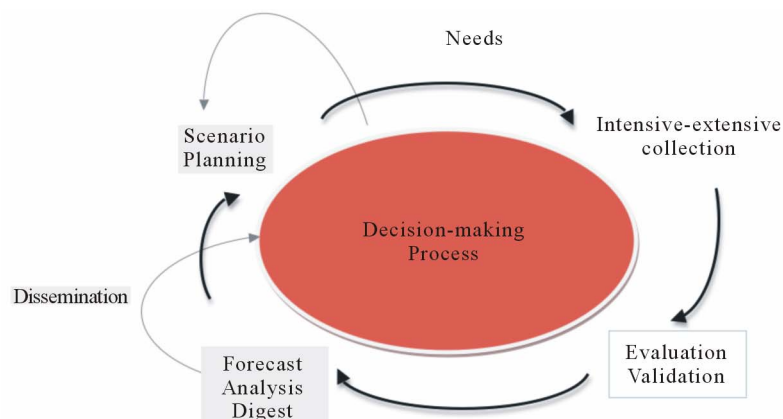 Needs
Scenario
Planning
Intensive-extensive
collection
Decision-making
Process
Dissemination
Forecast
Analysis
Digest
Evaluation
Validation